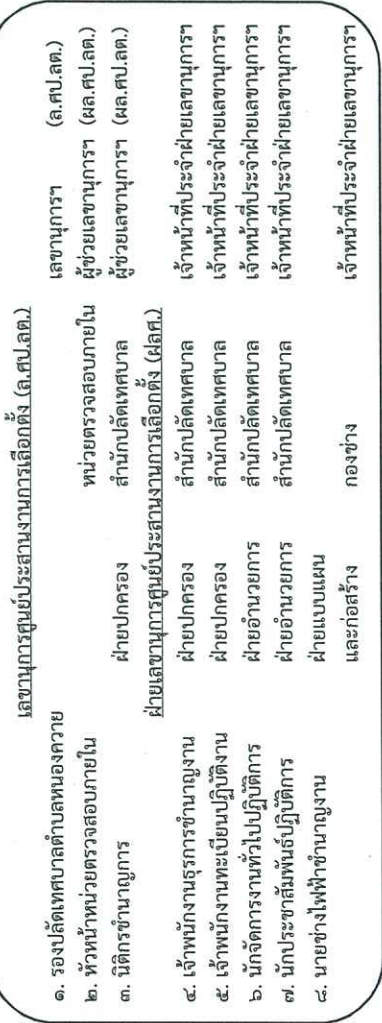 เลขานุการศูนย์ประสานงานการเลือกตั้ง (ล.ศป.ลต.)
๑. รองปลัดเทศบาลตำบลหนองควาย เลขานุการฯ (ล.ศป.ลต.)
๒. หัวหน้าหน่วยตรวจสอบภายใน หน่วยตรวจสอบภายใน ผู้ช่วยเลขานุการฯ (ผล.ศป.ลต.)
๓. นิติกรชำนาญการ ฝ่ายปกครอง สำนักปลัดเทศบาล ผู้ช่วยเลขานุการฯ (ผล.ศป.ลต.)
ฝ่ายเลขานุการศูนย์ประสานงานการเลือกตั้ง (ฝลศ.)
๔. เจ้าพนักงานธุรการชำนาญงาน ฝ่ายปกครอง สำนักปลัดเทศบาล เจ้าหน้าที่ประจำฝ่ายเลขานุการฯ
๕. เจ้าพนักงานทะเบียนปฏิบัติงาน ฝ่ายปกครอง สำนักปลัดเทศบาล เจ้าหน้าที่ประจำฝ่ายเลขานุการฯ
๖. นักจัดการงานทั่วไปปฏิบัติการ ฝ่ายอำนวยการ สำนักปลัดเทศบาล เจ้าหน้าที่ประจำฝ่ายเลขานุการฯ
๗. นักประชาสัมพันธ์ปฏิบัติการ ฝ่ายอำนวยการ สำนักปลัดเทศบาล เจ้าหน้าที่ประจำฝ่ายเลขานุการฯ
๘. นายช่างไฟฟ้าชำนาญงาน ฝ่ายแบบแผน
และก่อสร้าง กองช่าง เจ้าหน้าที่ประจำฝ่ายเลขานุการฯ